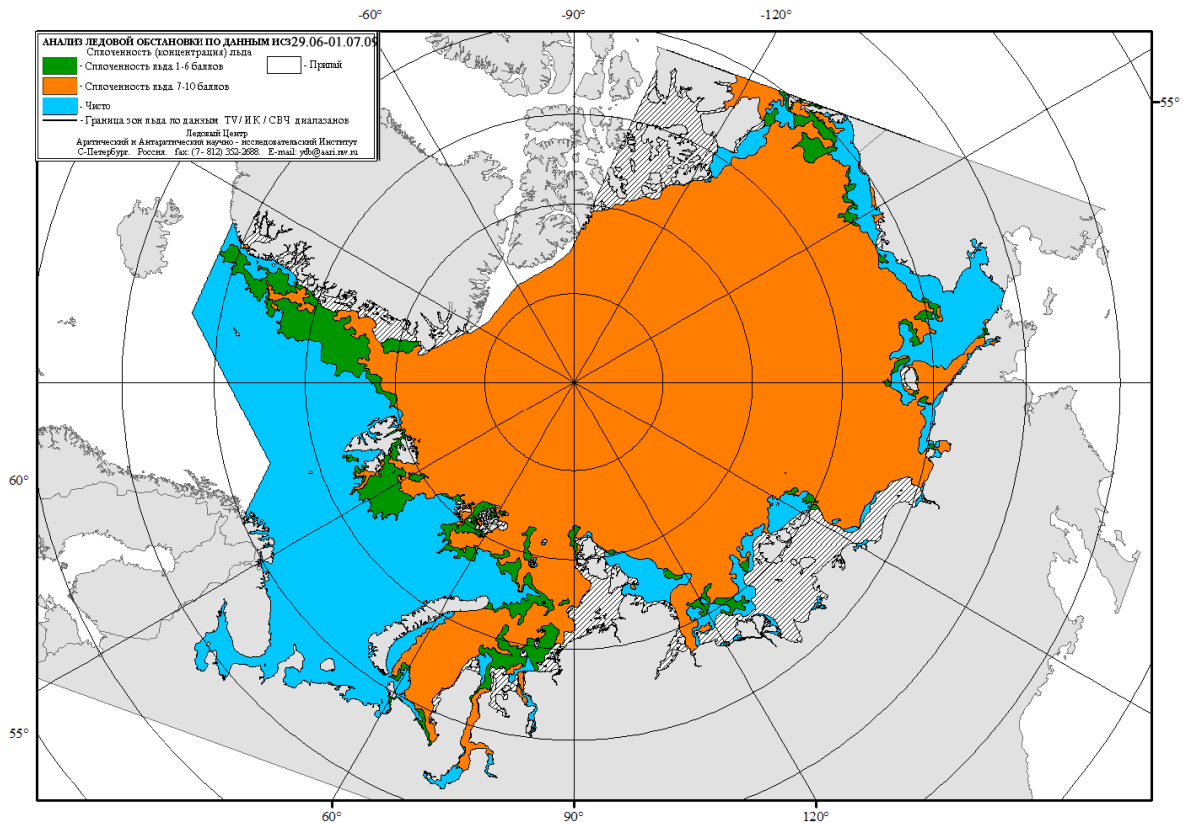 -60°
-90°
-120°
АНАЛИЗ ЛЕДОВОЙ ОБСТАНОВКИ ПО ДАННЫМ ИСЗ29.06-01.07.09
Сплоченность (концентрация) льда
- Сплоченность льда 1-6 баллов
- Припай
- Сплоченность льда 7-10 баллов
- Чисто
- Граница зон льда по данным TV / ИК / СВЧ диапазонов
Ледовый Центр
Арктический и Антарктический научно - исследовательский Институт
С-Петербург. Россия. fax: (7- 812) 352-2688. E-mail: ydb@aari.nw.ru
55°
60°
55°
60°
90°
120°